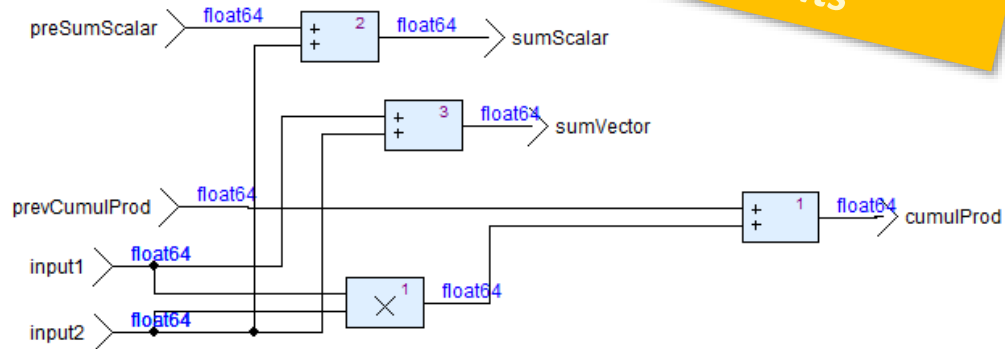 float64
float64
2
preSumScalar
+
+
sumScalar
float64
3
+
+
sumVector
float64
float64
prevCumulProd
1
+
+
cumulProd
float64
input1
1
float64
float64
input2